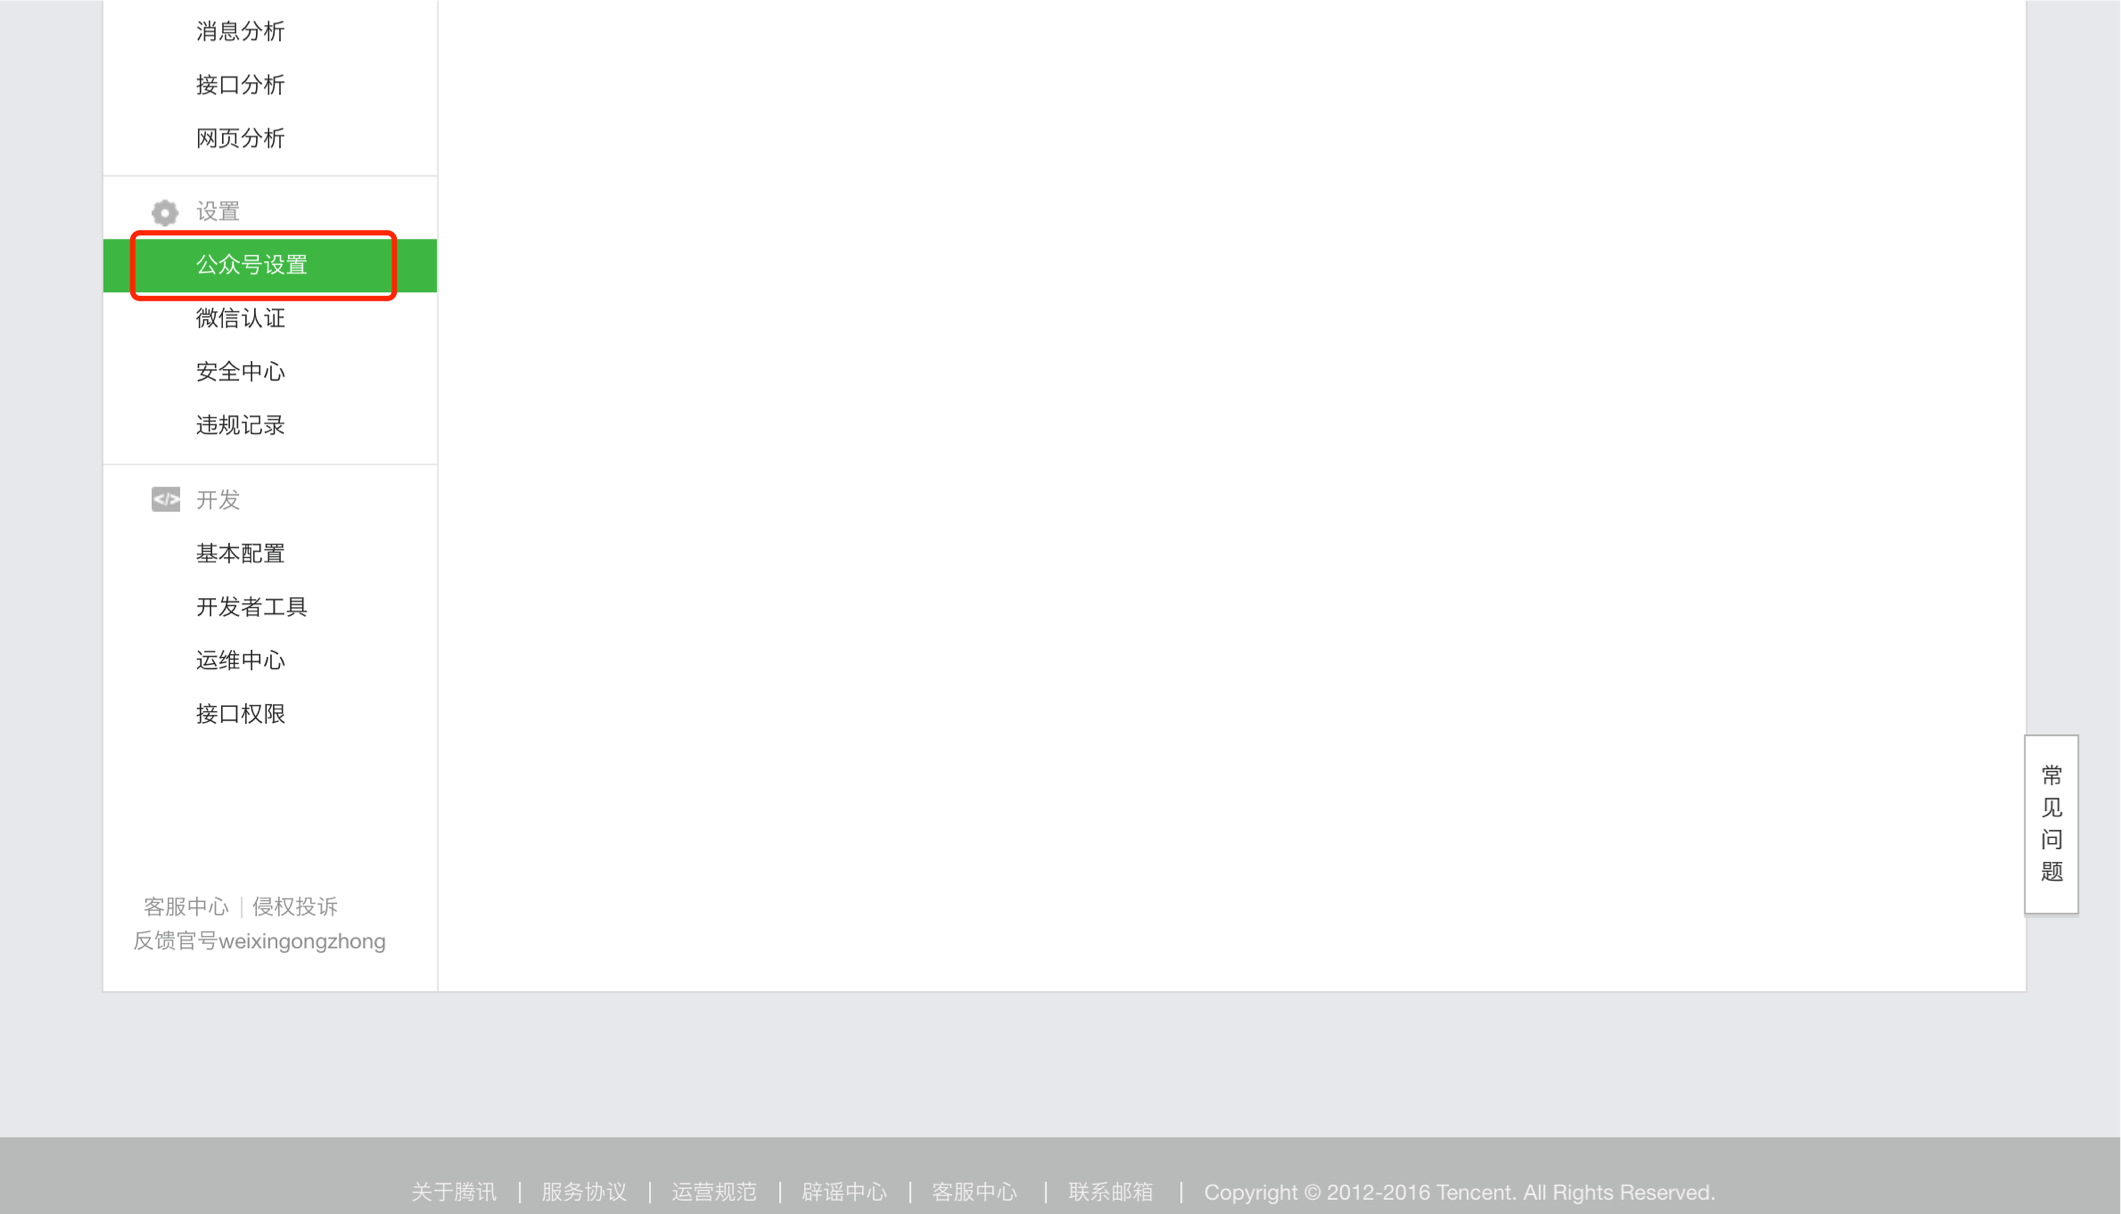 消息分析
接口分析
网页分析
设置
公众号设置
微信认证
安全中心
违规记录
</> 开发
基本配置
开发者工具
运维中心
接口权限
常
见
问
题
客服中心 | 侵权投诉
反馈官号weixingongzhong
关于腾讯 | 服务协议 | 运营规范 | 辟谣中心 | 客服中心 | 联系邮箱 | Copyright © 2012-2016 Tencent. All Rights Reserved.